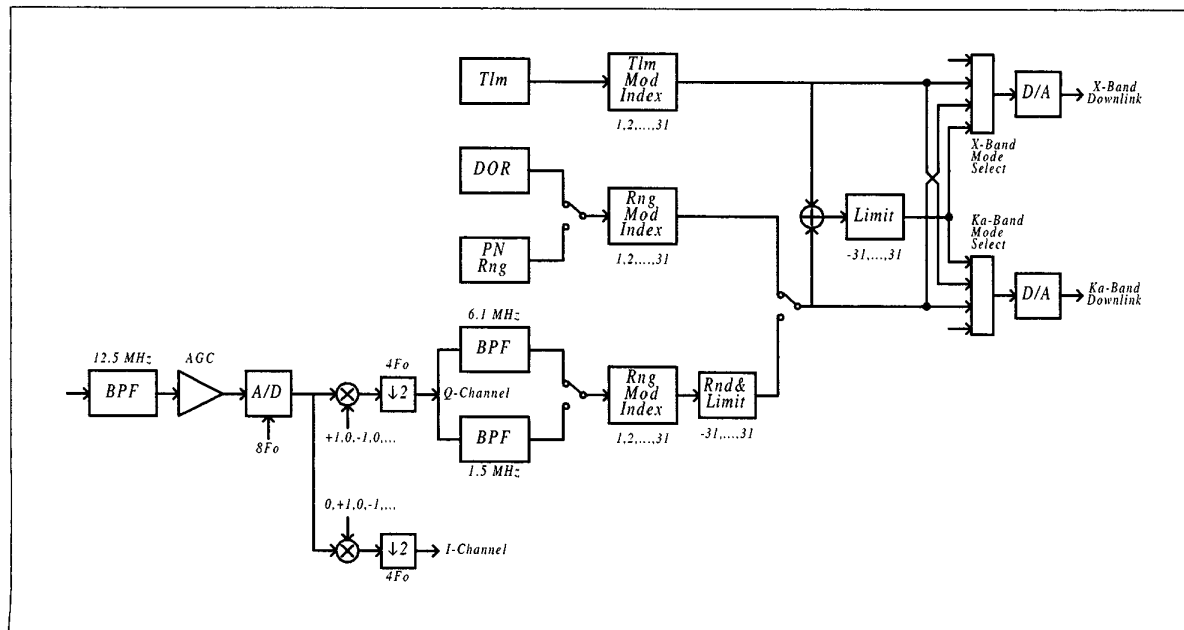 Tlm
Tlm
Mod
Index
1,2,...,31
DOR
PN
Rng
Rng
Mod
Index
1,2,...,31
Limit
-31,...,31
X-Band
Mode
Select
D/A
X-Band
Downlink
Ka-Band
Mode
Select
D/A
Ka-Band
Downlink
12.5 MHz
BPF
AGC
A/D
8Fo
+1,0,-1,0,...
4Fo
↓2
Q-Channel
6.1 MHz
BPF
BPF
1.5 MHz
Rng
Mod
Index
1,2,...,31
Rnd&
Limit
-31,...,31
0,+1,0,-1,...
↓2
4Fo
I-Channel